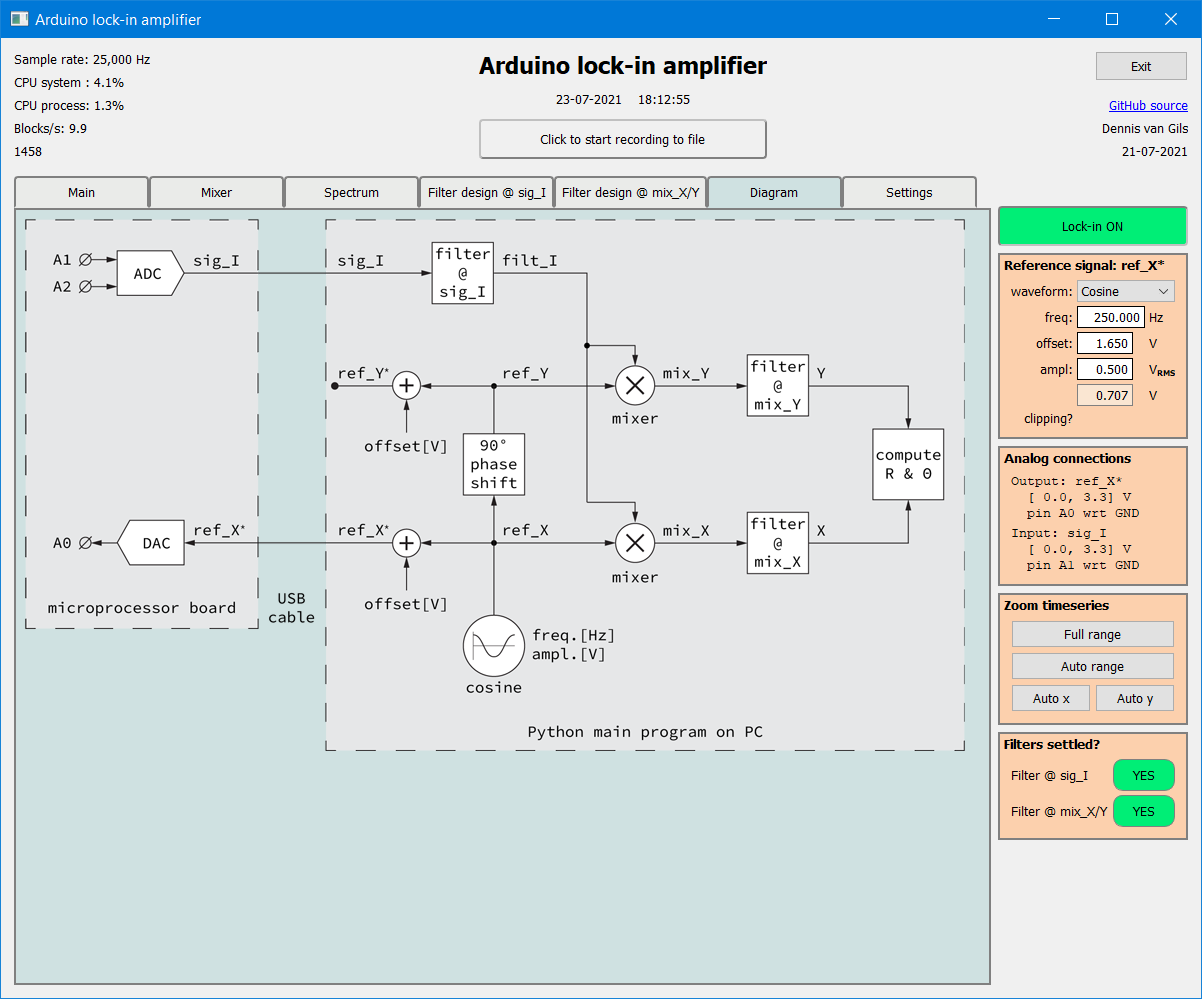 Arduino lock-in amplifier
Sample rate: 25,000 Hz
CPU system : 4.1%
CPU process: 1.3%
Blocks/s: 9.9
1458
Arduino lock-in amplifier
23-07-2021 18:12:55
Click to start recording to file
Exit
GitHub source
Dennis van Gils
21-07-2021
Main Mixer Spectrum Filter design @ sig_I Filter design @ mix_X/Y Diagram Settings
A1
A2
ADC
sig_I
sig_I
filter
@
sig_I
filt_I
ref_Y*
+
ref_Y
mixer
mix_Y
filter
@
mix_Y
Y
offset[V]
90°
phase
shift
compute
R & Θ
A0
DAC
ref_X*
ref_X*
+
ref_X
mixer
mix_X
filter
@
mix_X
X
offset[V]
microprocessor board
USB
cable
freq.[Hz]
ampl.[V]
cosine
Python main program on PC
Lock-in ON
Reference signal: ref_X*
waveform: Cosine
freq: 250.000 Hz
offset: 1.650 V
ampl: 0.500 VRMS
0.707 V
clipping?
Analog connections
Output: ref_X*
[ 0.0, 3.3] V
pin A0 wrt GND
Input: sig_I
[ 0.0, 3.3] V
pin A1 wrt GND
Zoom timeseries
Full range
Auto range
Auto x Auto y
Filters settled?
Filter @ sig_I YES
Filter @ mix_X/Y YES